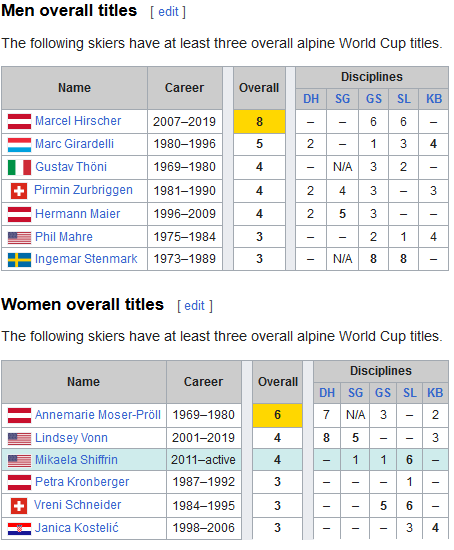 Men overall titles [ edit ]
The following skiers have at least three overall alpine World Cup titles.
Name Career Overall Disciplines
DH SG GS SL KB
Marcel Hirscher 2007–2019 8 – – 6 6 –
Marc Girardelli 1980–1996 5 2 – 1 3 4
Gustav Thöni 1969–1980 4 – N/A 3 2 –
Pirmin Zurbriggen 1981–1990 4 2 4 3 – 3
Hermann Maier 1996–2009 4 2 5 3 – –
Phil Mahre 1975–1984 3 – – 2 1 4
Ingemar Stenmark 1973–1989 3 – N/A 8 8 –
Women overall titles [ edit ]
The following skiers have at least three overall alpine World Cup titles.
Name Career Overall Disciplines
DH SG GS SL KB
Annemarie Moser-Pröll 1969–1980 6 7 N/A 3 – 2
Lindsey Vonn 2001–2019 4 8 5 – – 3
Mikaela Shiffrin 2011–active 4 – 1 1 6 –
Petra Kronberger 1987–1992 3 – – – 1 –
Vreni Schneider 1984–1995 3 – – 5 6 –
Janica Kostelić 1998–2006 3 – – – 3 4